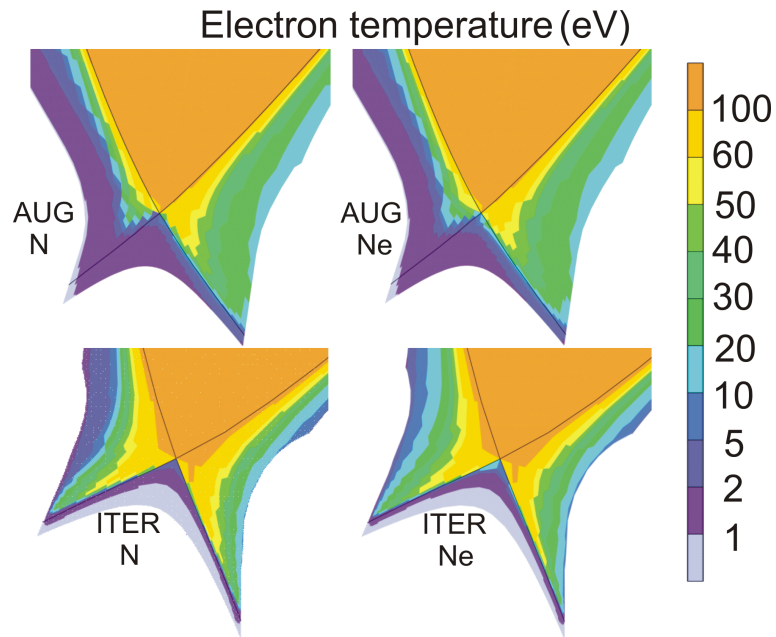 Electron temperature (eV)
AUG
N
AUG
Ne
ITER
N
ITER
Ne
100
60
50
40
30
20
10
5
2
1